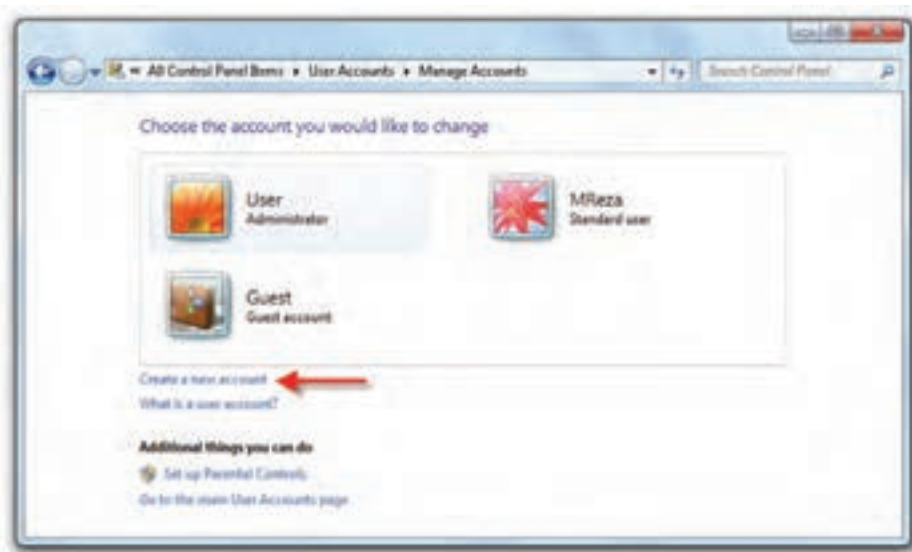 All Control Panel Items ▸ User Accounts ▸ Manage Accounts
Search Control Panel
Choose the account you would like to change
User
Administrator
MReza
Standard user
Guest
Guest account
Create a new account
What is a user account?
Additional things you can do
Set up Parental Controls
Go to the main User Accounts page